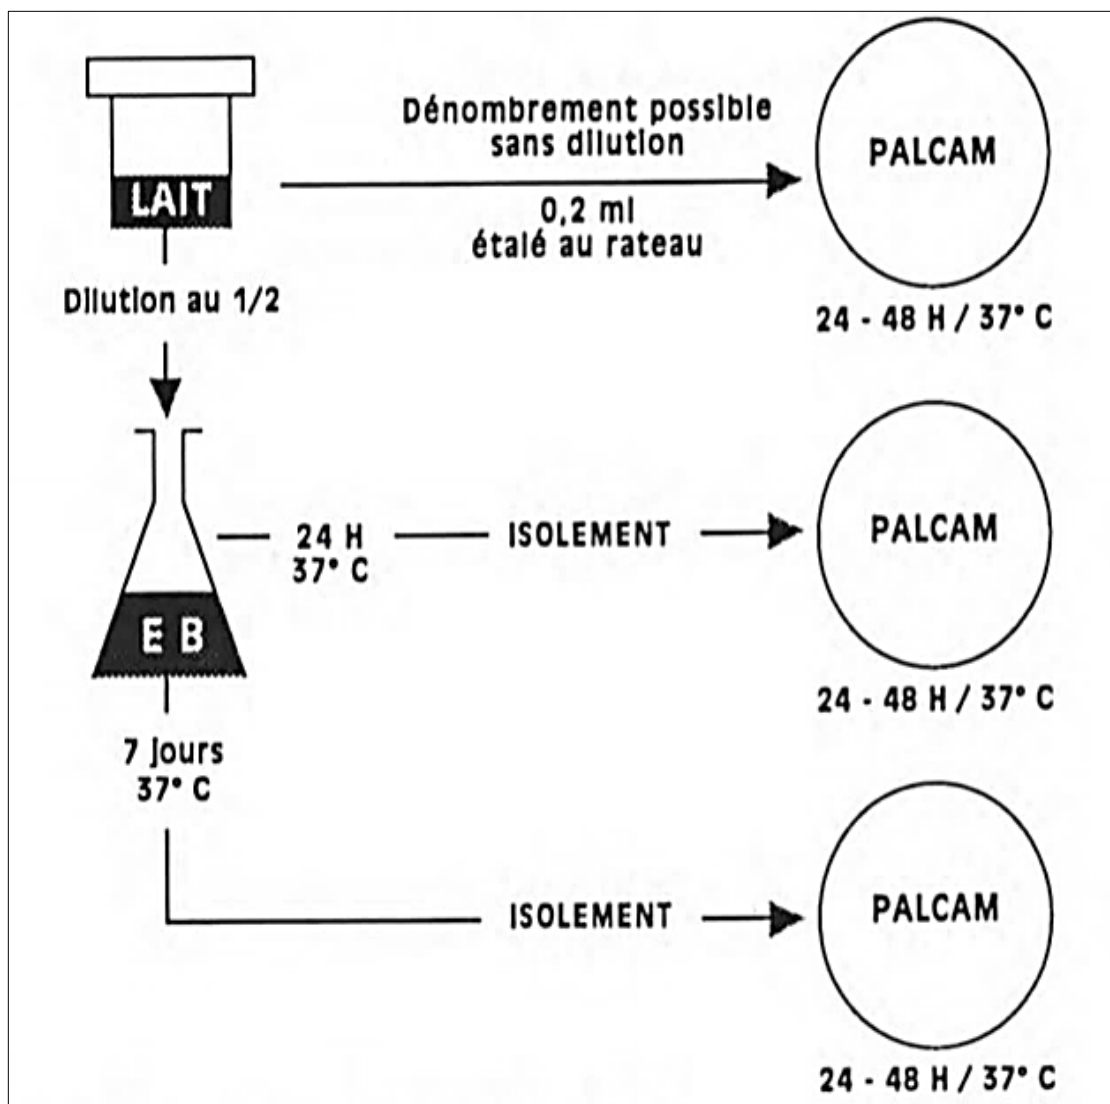 LAIT
Dénombrement possible
sans dilution
0,2 ml
étalé au rateau
PALCAM
24 - 48 H / 37° C
Dilution au 1/2
E B
24 H
37° C
ISOLEMENT
PALCAM
24 - 48 H / 37° C
7 jours
37° C
ISOLEMENT
PALCAM
24 - 48 H / 37° C